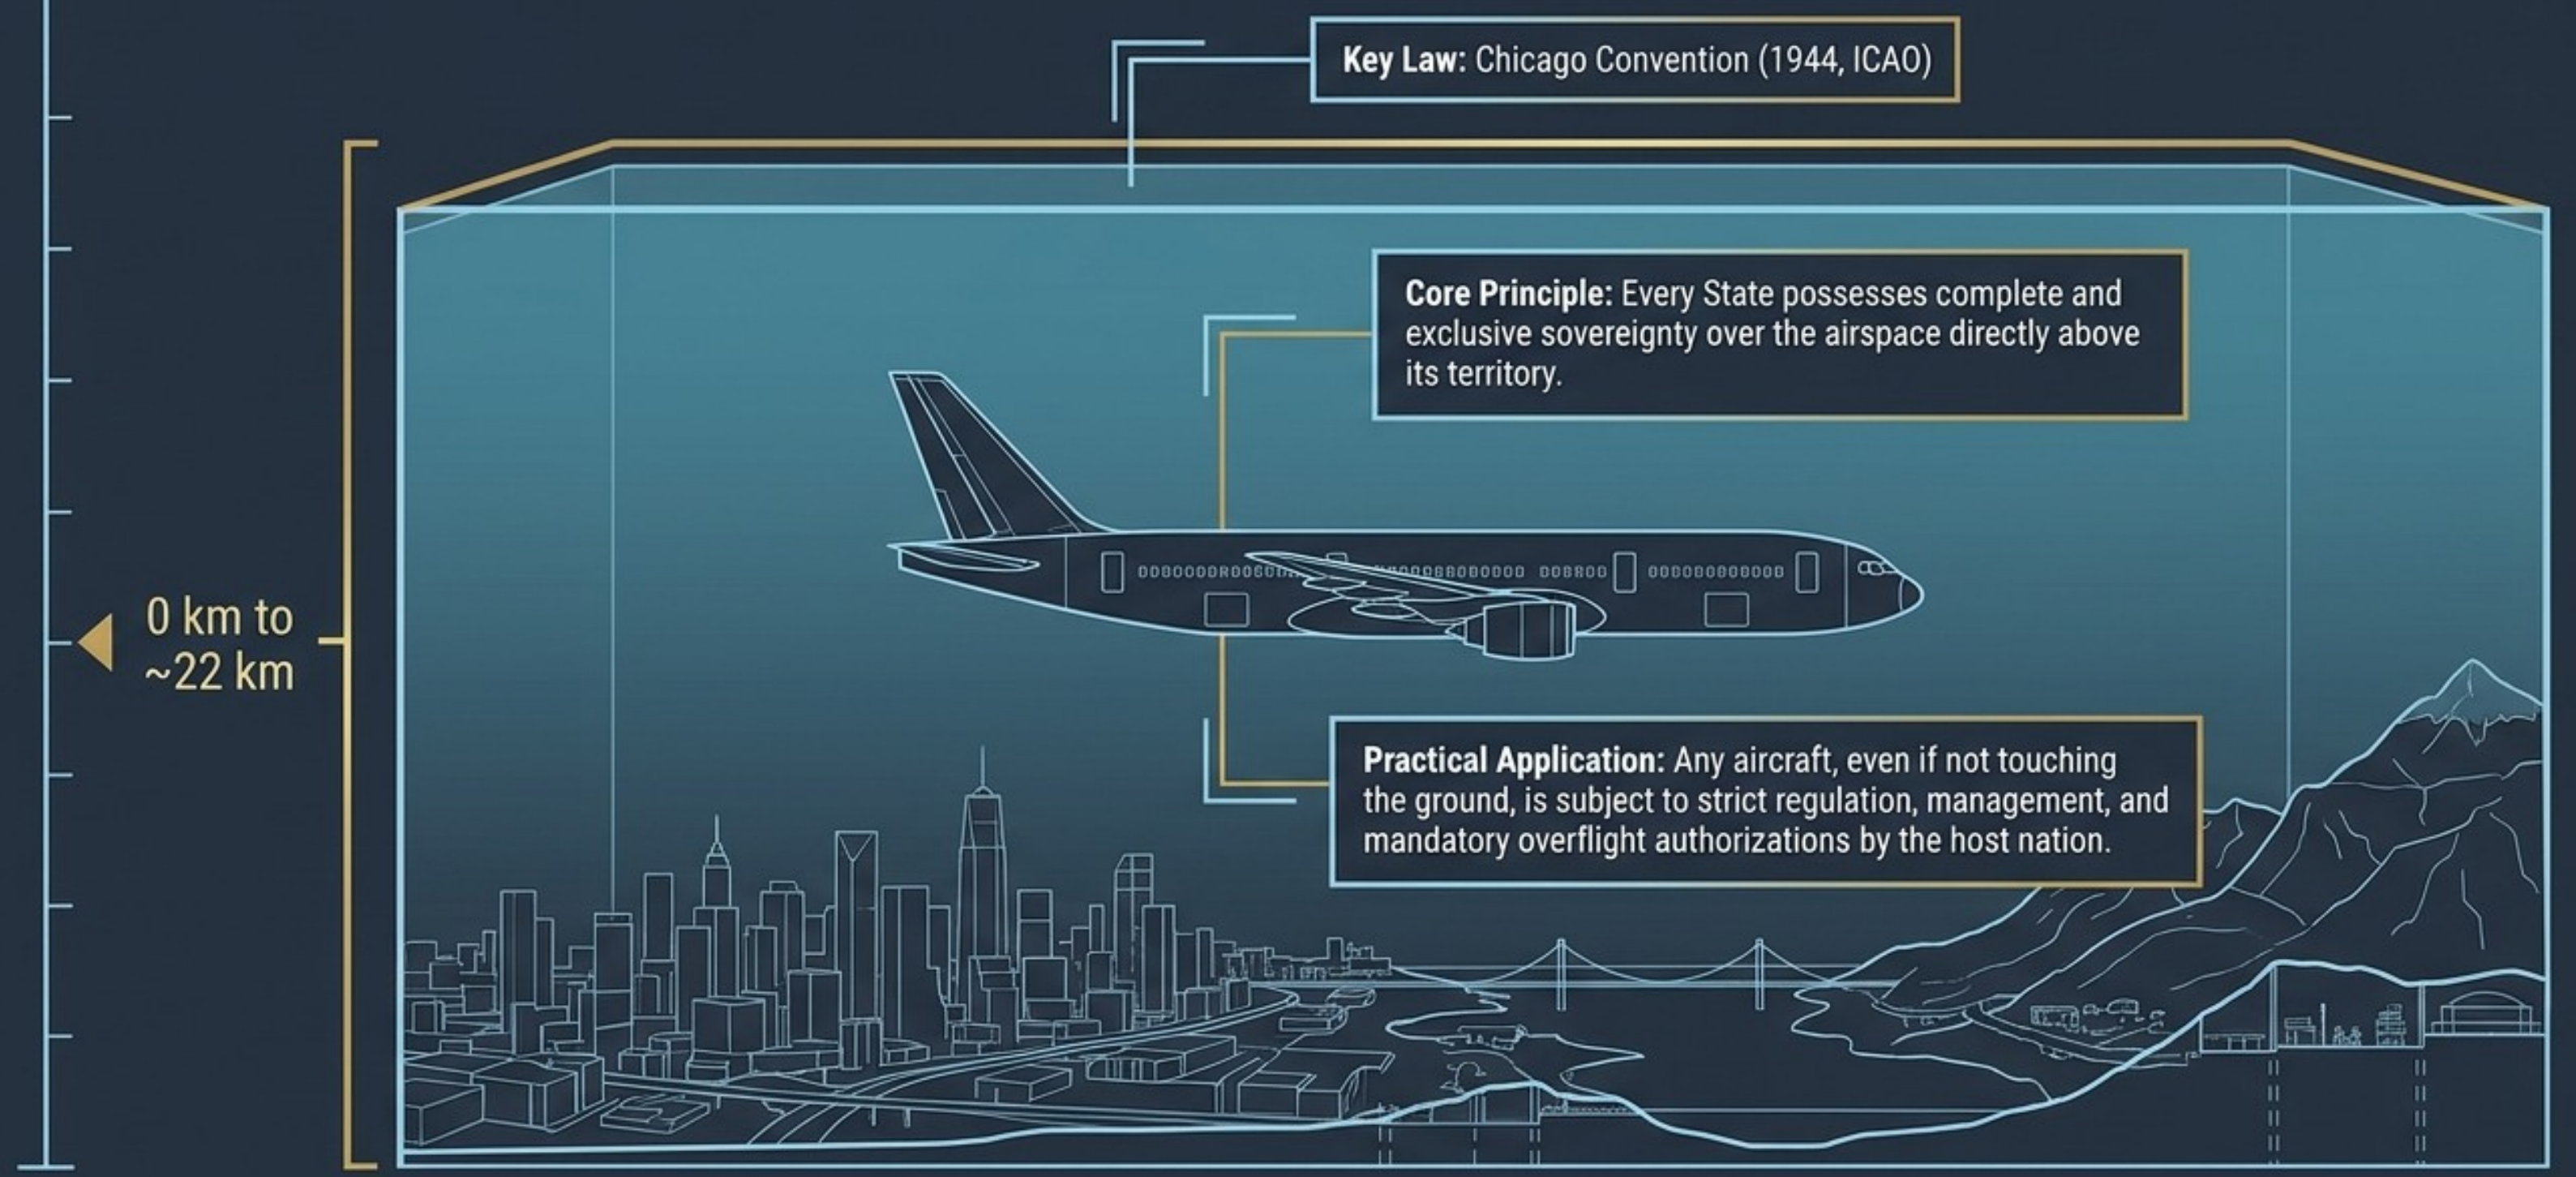 Key Law: Chicago Convention (1944, ICAO)
Core Principle: Every State possesses complete and
exclusive sovereignty over the airspace directly above
its territory.
0 km to
~22 km
Practical Application: Any aircraft, even if not touching
the ground, is subject to strict regulation, management, and
mandatory overflight authorizations by the host nation.